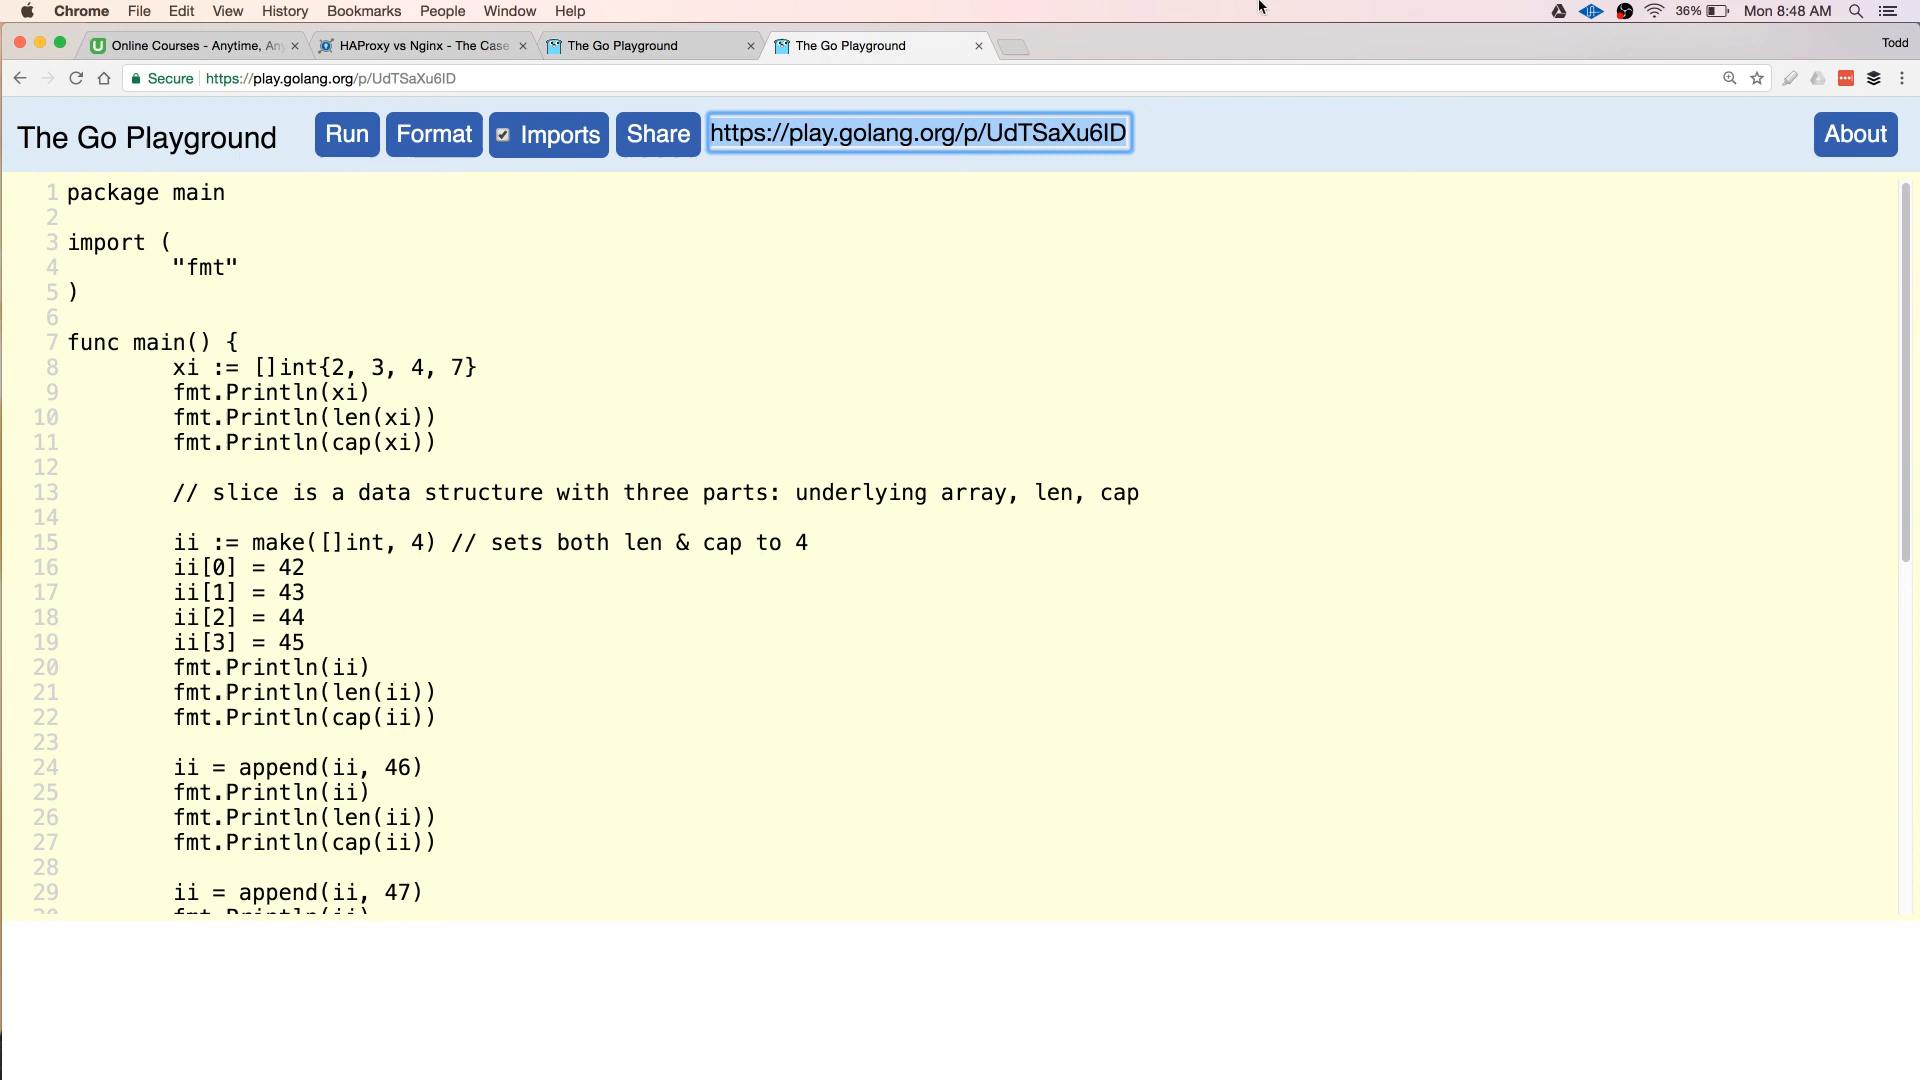 Chrome File Edit View History Bookmarks People Window Help 36% Mon 8:48 AM
Online Courses - Anytime, An HAProxy vs Nginx - The Case The Go Playground The Go Playground Todd
Secure https://play.golang.org/p/UdTSaXu6lD
The Go Playground Run Format Imports Share https://play.golang.org/p/UdTSaXu6lD About
1 package main
2
3 import (
4 "fmt"
5 )
6
7 func main() {
8 xi := []int{2, 3, 4, 7}
9 fmt.Println(xi)
10 fmt.Println(len(xi))
11 fmt.Println(cap(xi))
12
13 // slice is a data structure with three parts: underlying array, len, cap
14
15 ii := make([]int, 4) // sets both len & cap to 4
16 ii[0] = 42
17 ii[1] = 43
18 ii[2] = 44
19 ii[3] = 45
20 fmt.Println(ii)
21 fmt.Println(len(ii))
22 fmt.Println(cap(ii))
23
24 ii = append(ii, 46)
25 fmt.Println(ii)
26 fmt.Println(len(ii))
27 fmt.Println(cap(ii))
28
29 ii = append(ii, 47)